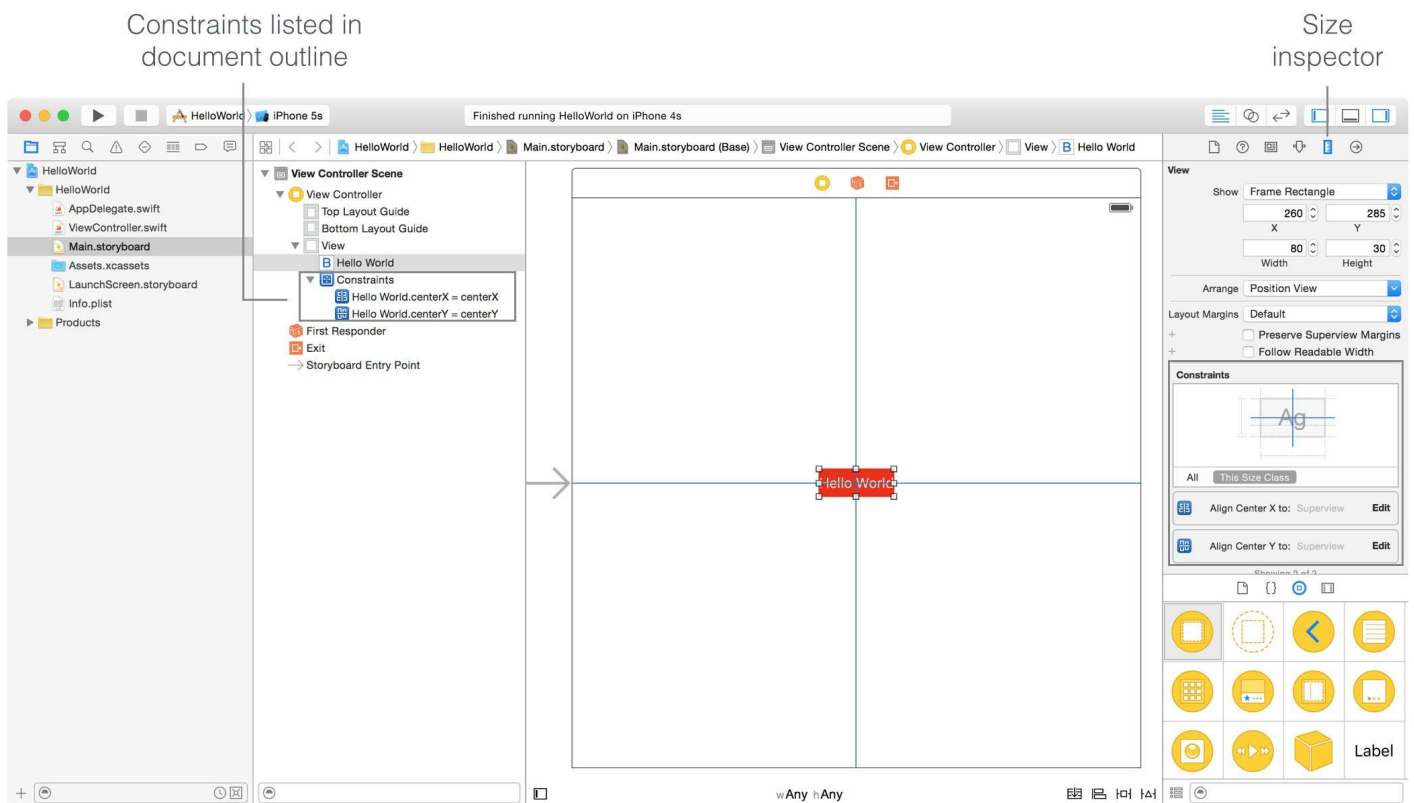 Constraints listed in
document outline
Size
inspector
HelloWorld iPhone 5s
Finished running HelloWorld on iPhone 4s
HelloWorld HelloWorld Main.storyboard Main.storyboard (Base) View Controller Scene View Controller View B Hello World
HelloWorld
HelloWorld
AppDelegate.swift
ViewController.swift
Main.storyboard
Assets.xcassets
LaunchScreen.storyboard
Info.plist
Products
View Controller Scene
View Controller
Top Layout Guide
Bottom Layout Guide
View
B Hello World
Constraints
Hello World.centerX = centerX
Hello World.centerY = centerY
First Responder
Exit
Storyboard Entry Point
Hello World
wAny hAny
View
Show Frame Rectangle
260 285
X Y
80 30
Width Height
Arrange Position View
Layout Margins Default
+ Preserve Superview Margins
+ Follow Readable Width
Constraints
Ag
All This Size Class
Align Center X to: Superview Edit
Align Center Y to: Superview Edit
Showing 2 of 2
{}
Label